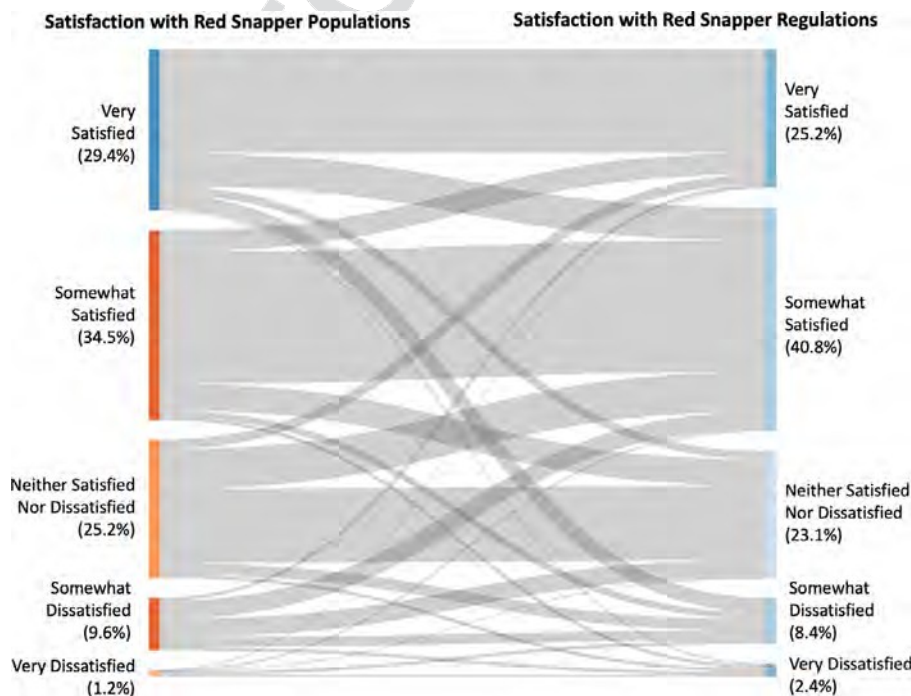 Satisfaction with Red Snapper Populations
Satisfaction with Red Snapper Regulations
Very
Satisfied
(29.4%)
Somewhat
Satisfied
(34.5%)
Neither Satisfied
Nor Dissatisfied
(25.2%)
Somewhat
Dissatisfied
(9.6%)
Very Dissatisfied
(1.2%)
Very
Satisfied
(25.2%)
Somewhat
Satisfied
(40.8%)
Neither Satisfied
Nor Dissatisfied
(23.1%)
Somewhat
Dissatisfied
(8.4%)
Very Dissatisfied
(2.4%)